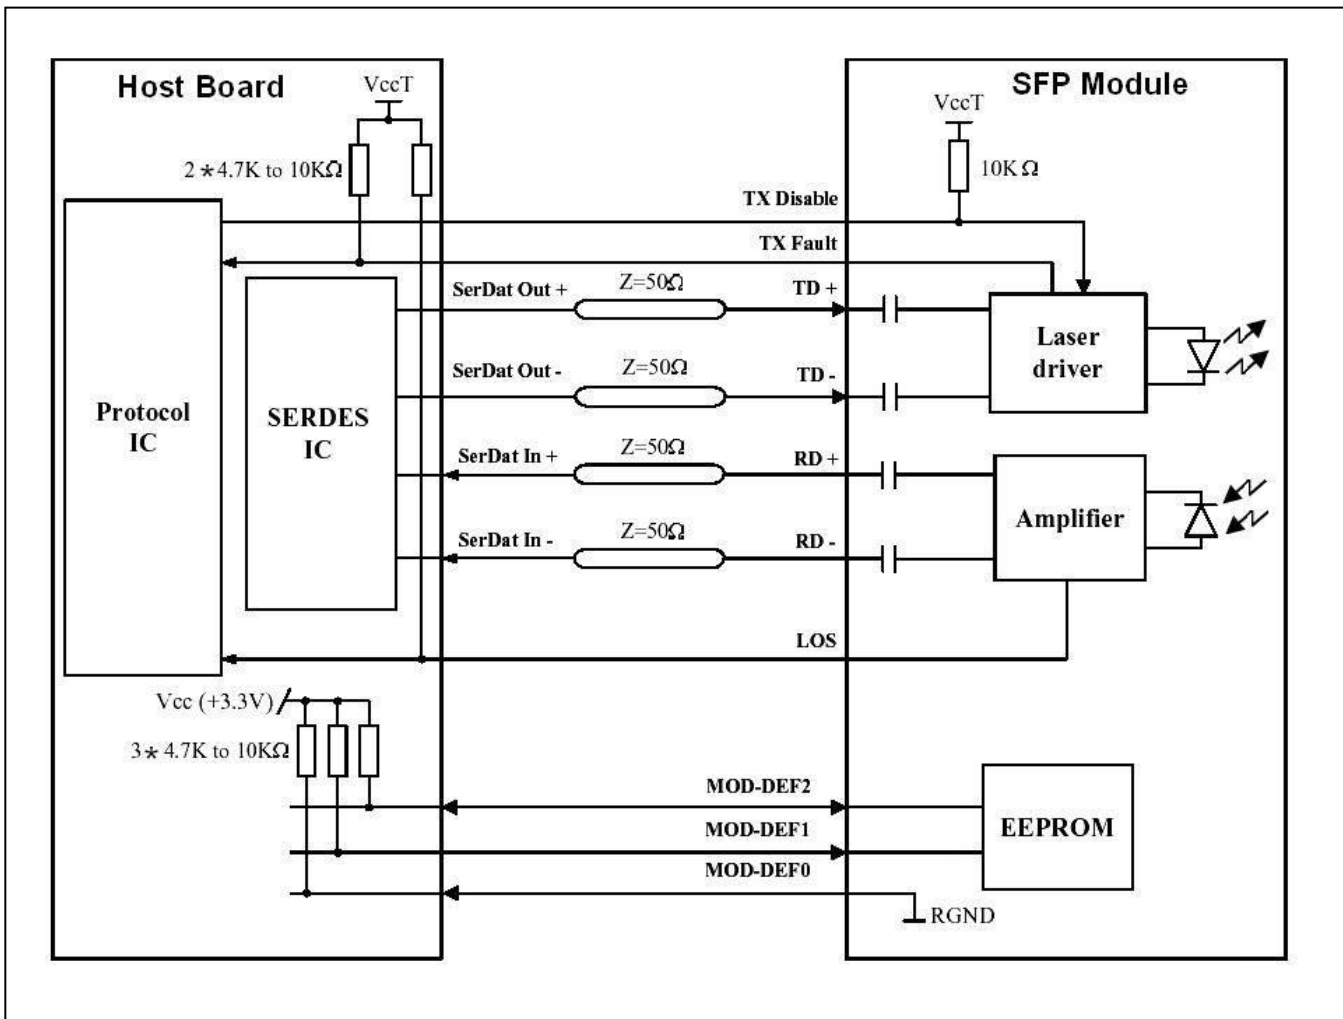 Host Board
SFP Module
VccT
VccT
2*4.7K to 10KΩ
10KΩ
TX Disable
TX Fault
SerDat Out +
Z=50Ω
TD +
Laser
driver
SerDat Out -
Z=50Ω
TD -
Protocol
IC
SERDES
IC
SerDat In +
Z=50Ω
RD +
Amplifier
SerDat In -
Z=50Ω
RD -
LOS
Vcc (+3.3V)
3* 4.7K to 10KΩ
MOD-DEF2
MOD-DEF1
MOD-DEF0
EEPROM
RGND